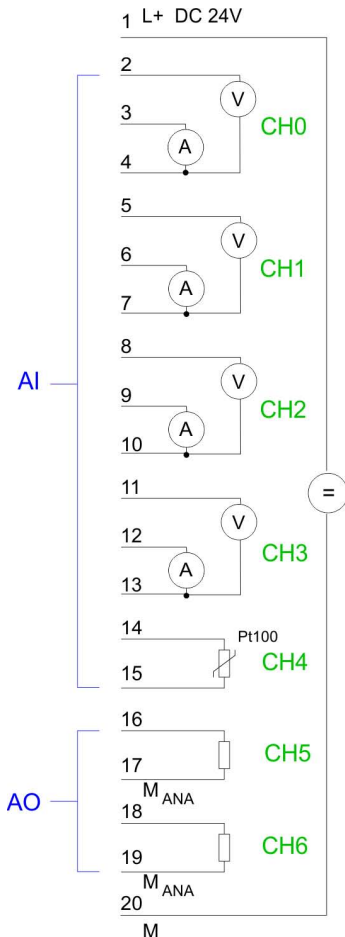 1 L+ DC 24V
2
V
3
CH0
A
4
5
V
6
CH1
A
7
8
V
AI
9
CH2
A
10
11
=
V
12
CH3
A
13
14
Pt100
CH4
15
16
CH5
17
M ANA
AO
18
CH6
19
M ANA
20
M